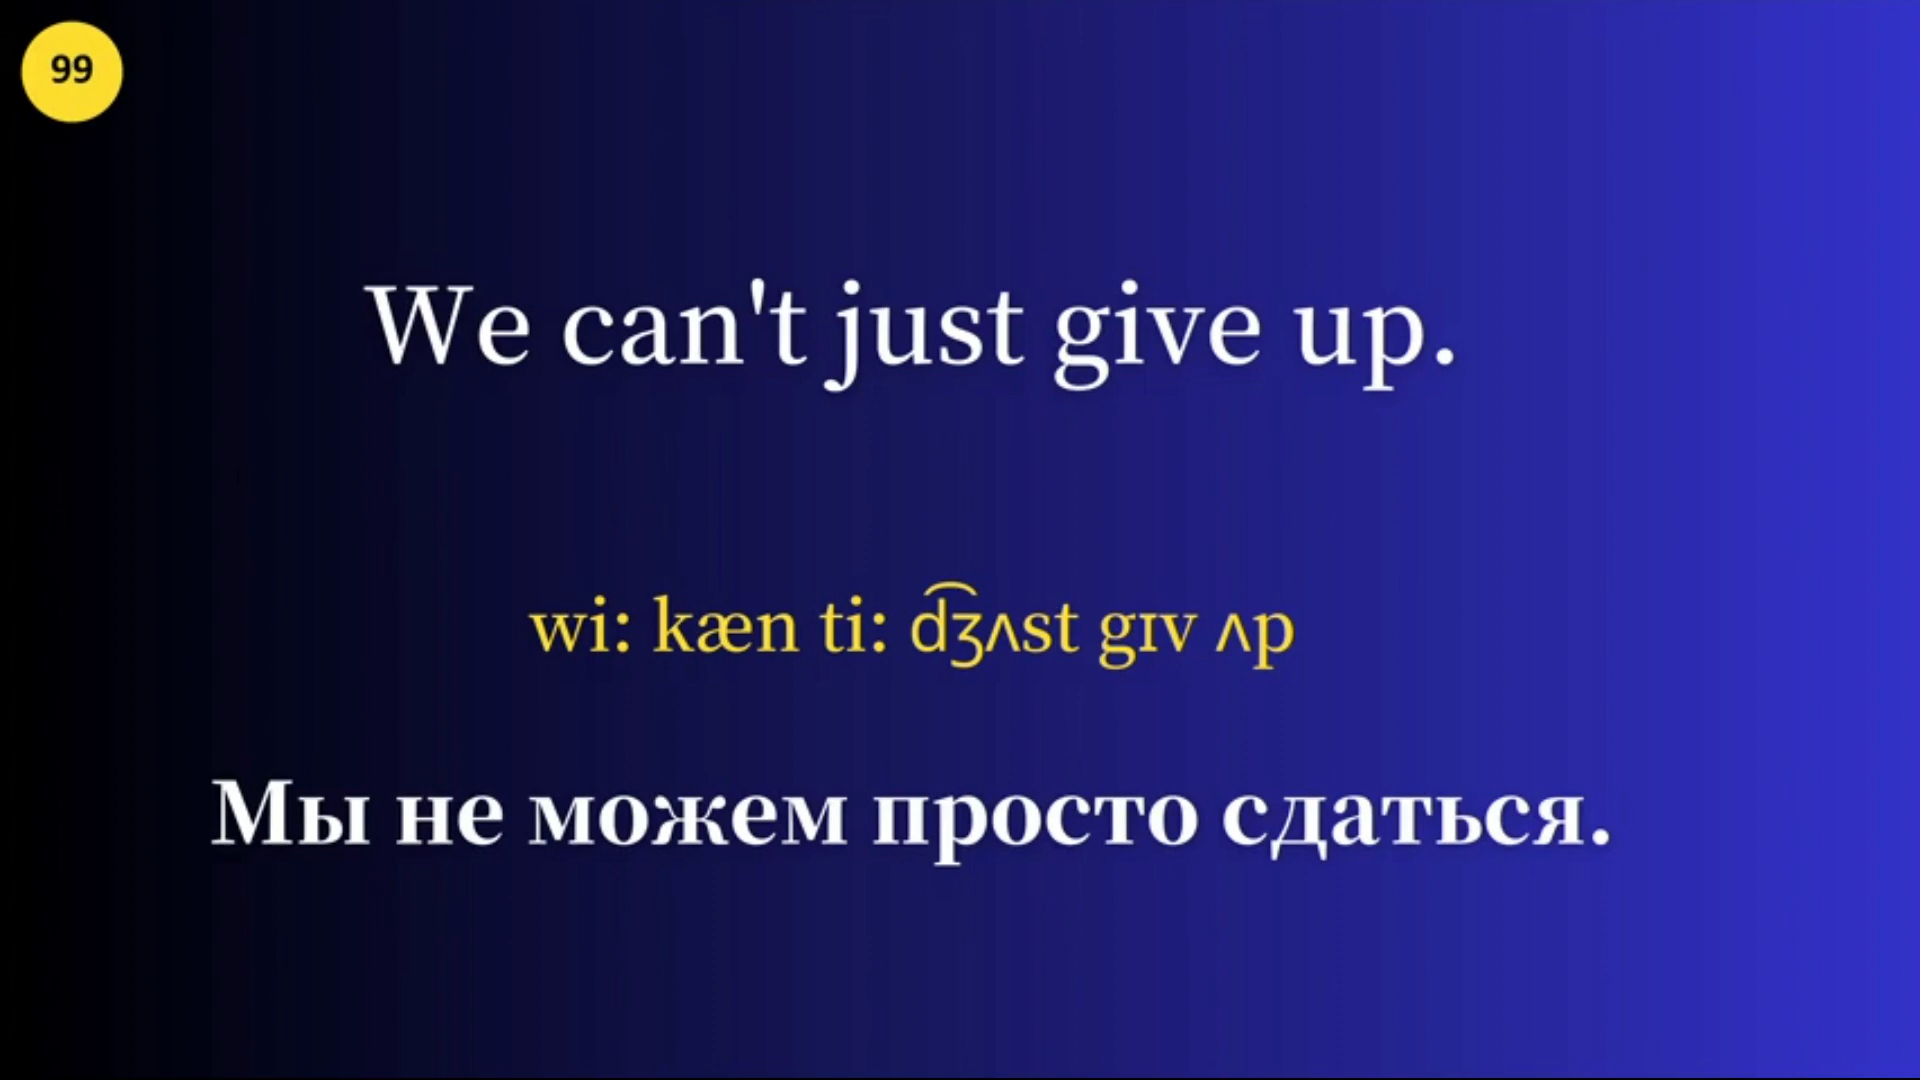 99
We can't just give up.
wi: kæn ti: d͡ʒʌst gɪv ʌp
Мы не можем просто сдаться.